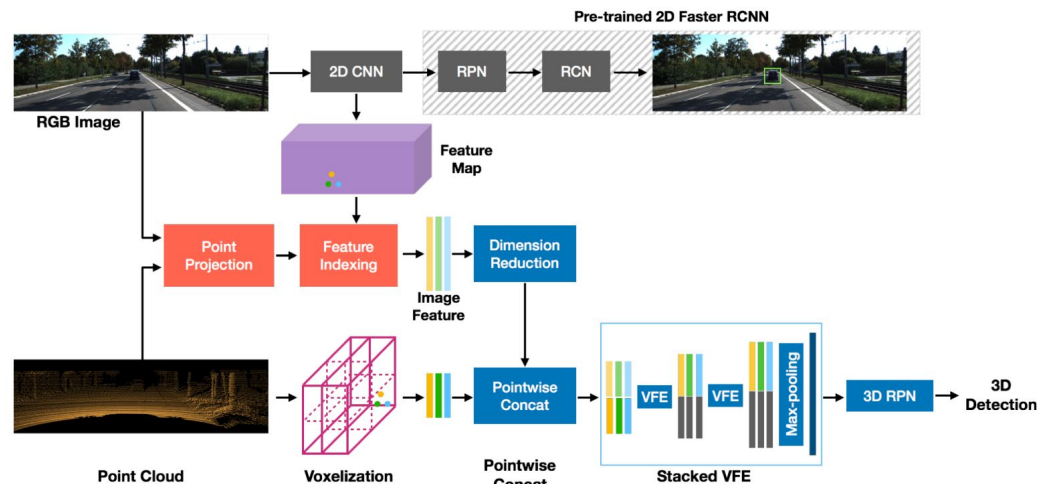 Pre-trained 2D Faster RCNN
2D CNN
RPN
RCN
RGB Image
Feature
Map
Point
Projection
Feature
Indexing
Dimension
Reduction
Image
Feature
Pointwise
Concat
VFE
VFE
Max-pooling
3D RPN
3D
Detection
Point Cloud
Voxelization
Pointwise
Concat
Stacked VFE